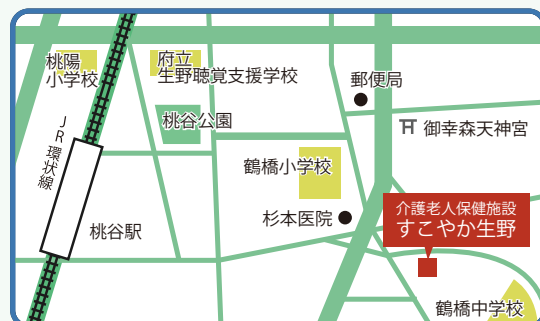 桃陽
小学校
府立
生野聴覚支援学校
郵便局
桃谷公園
御幸森天神宮
JR環状線
鶴橋小学校
介護老人保健施設
すこやか生野
杉本医院
桃谷駅
鶴橋中学校